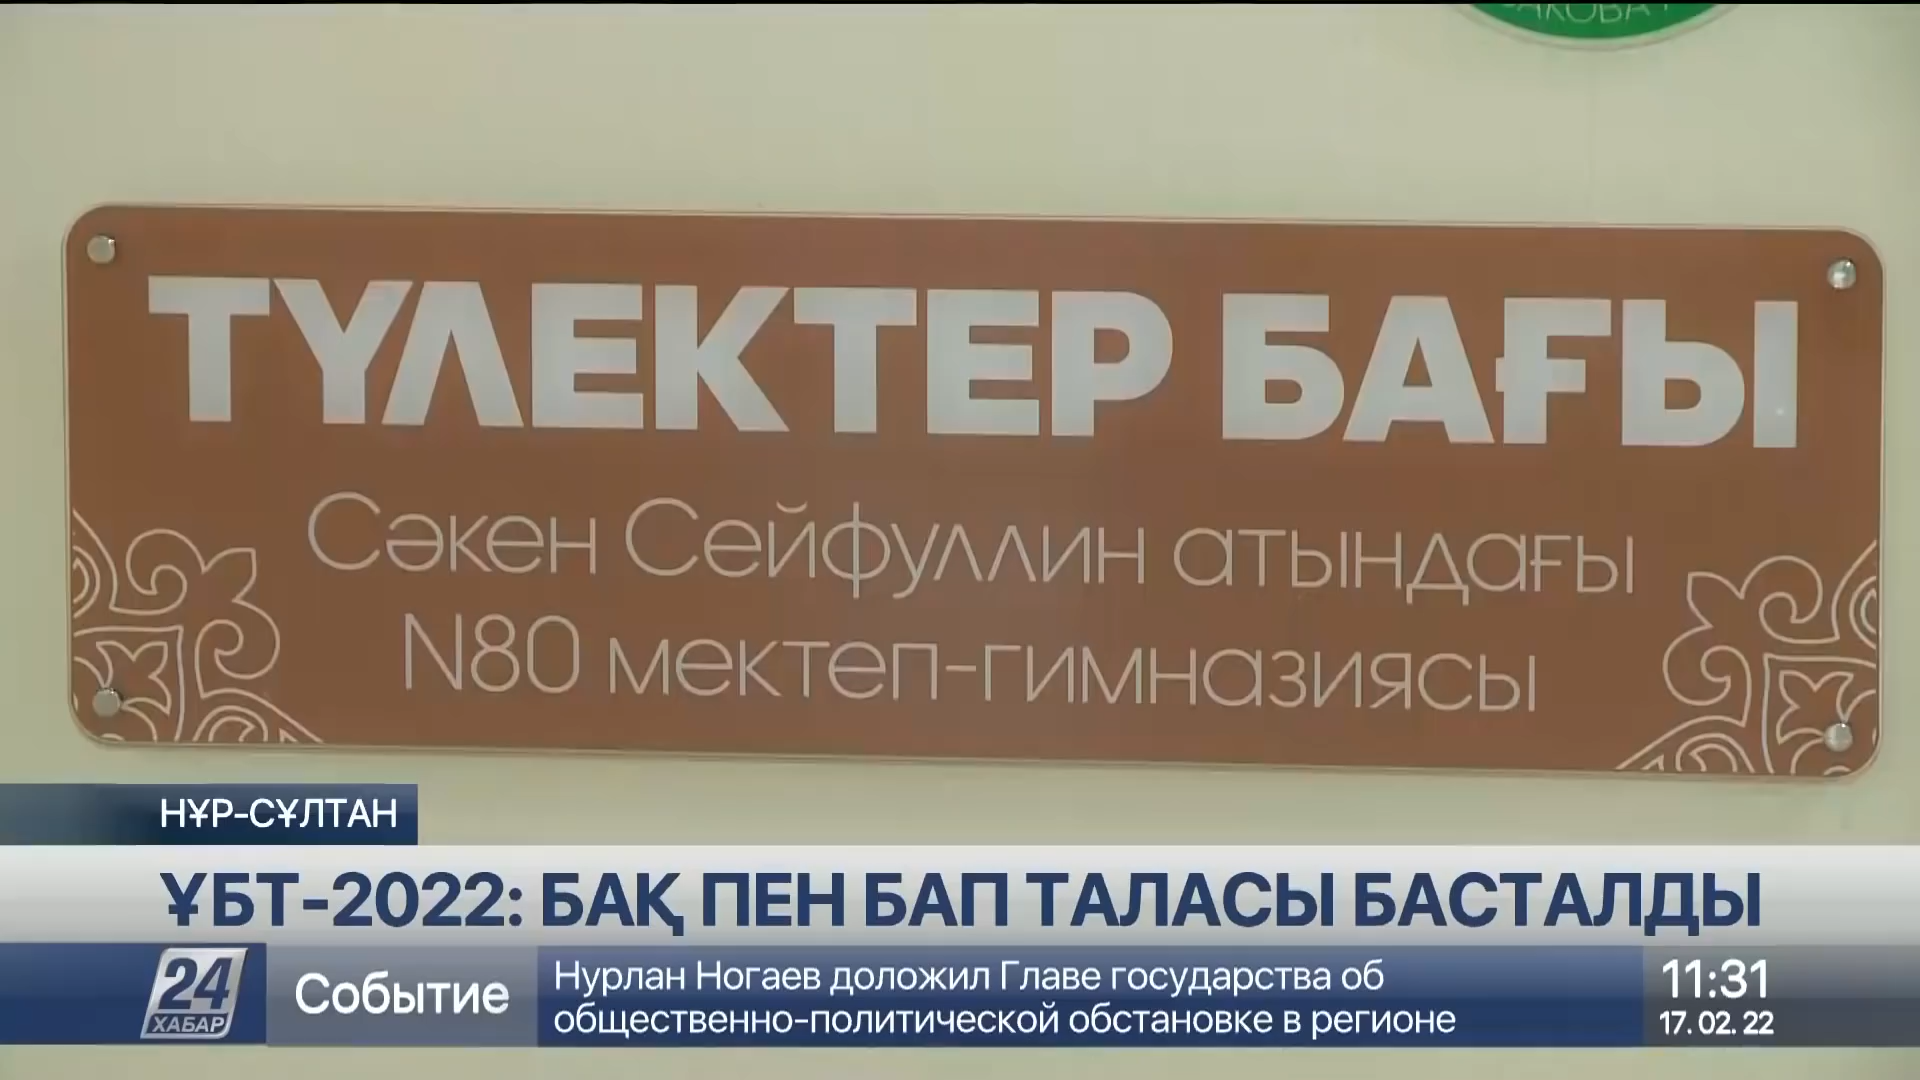 ТҮЛЕКТЕР БАҒЫ
Сәкен Сейфуллин атындағы
N80 мектеп-гимназиясы
НҰР-СҰЛТАН
ҰБТ-2022: БАҚ ПЕН БАП ТАЛАСЫ БАСТАЛДЫ
24
ХАБАР
Событие
Нурлан Ногаев доложил Главе государства об
общественно-политической обстановке в регионе
11:31
17. 02. 22